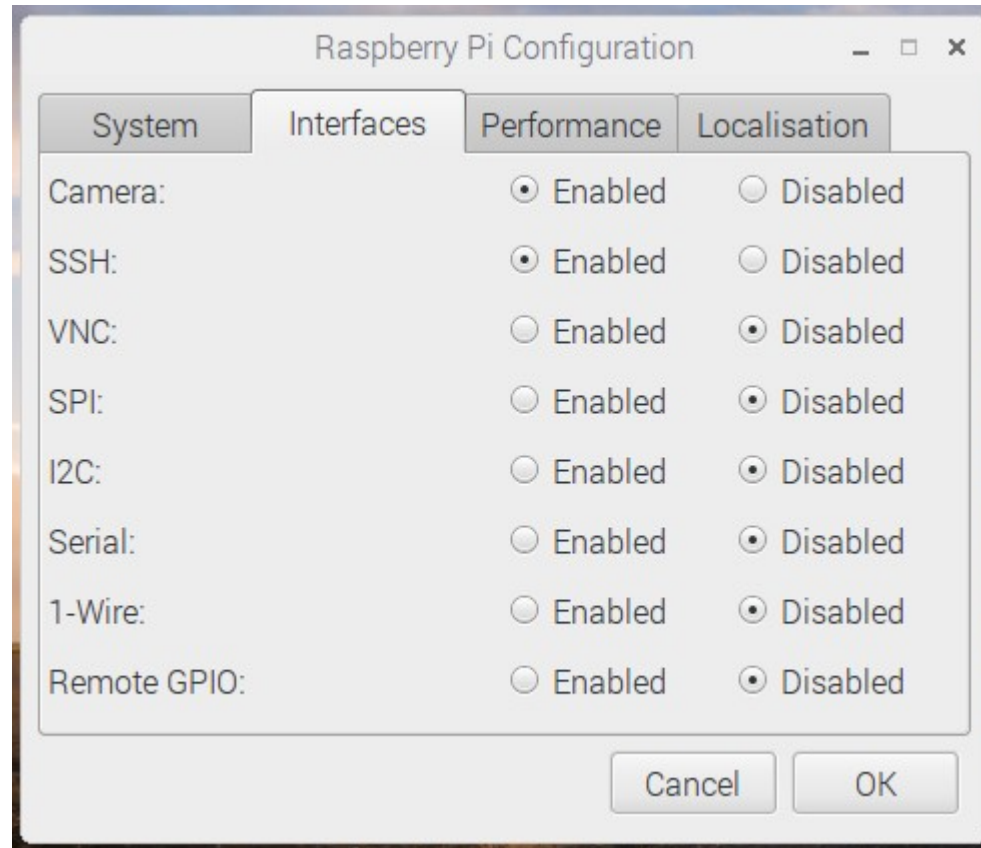 Raspberry Pi Configuration
System Interfaces Performance Localisation
Camera: Enabled Disabled
SSH: Enabled Disabled
VNC: Enabled Disabled
SPI: Enabled Disabled
I2C: Enabled Disabled
Serial: Enabled Disabled
1-Wire: Enabled Disabled
Remote GPIO: Enabled Disabled
Cancel OK